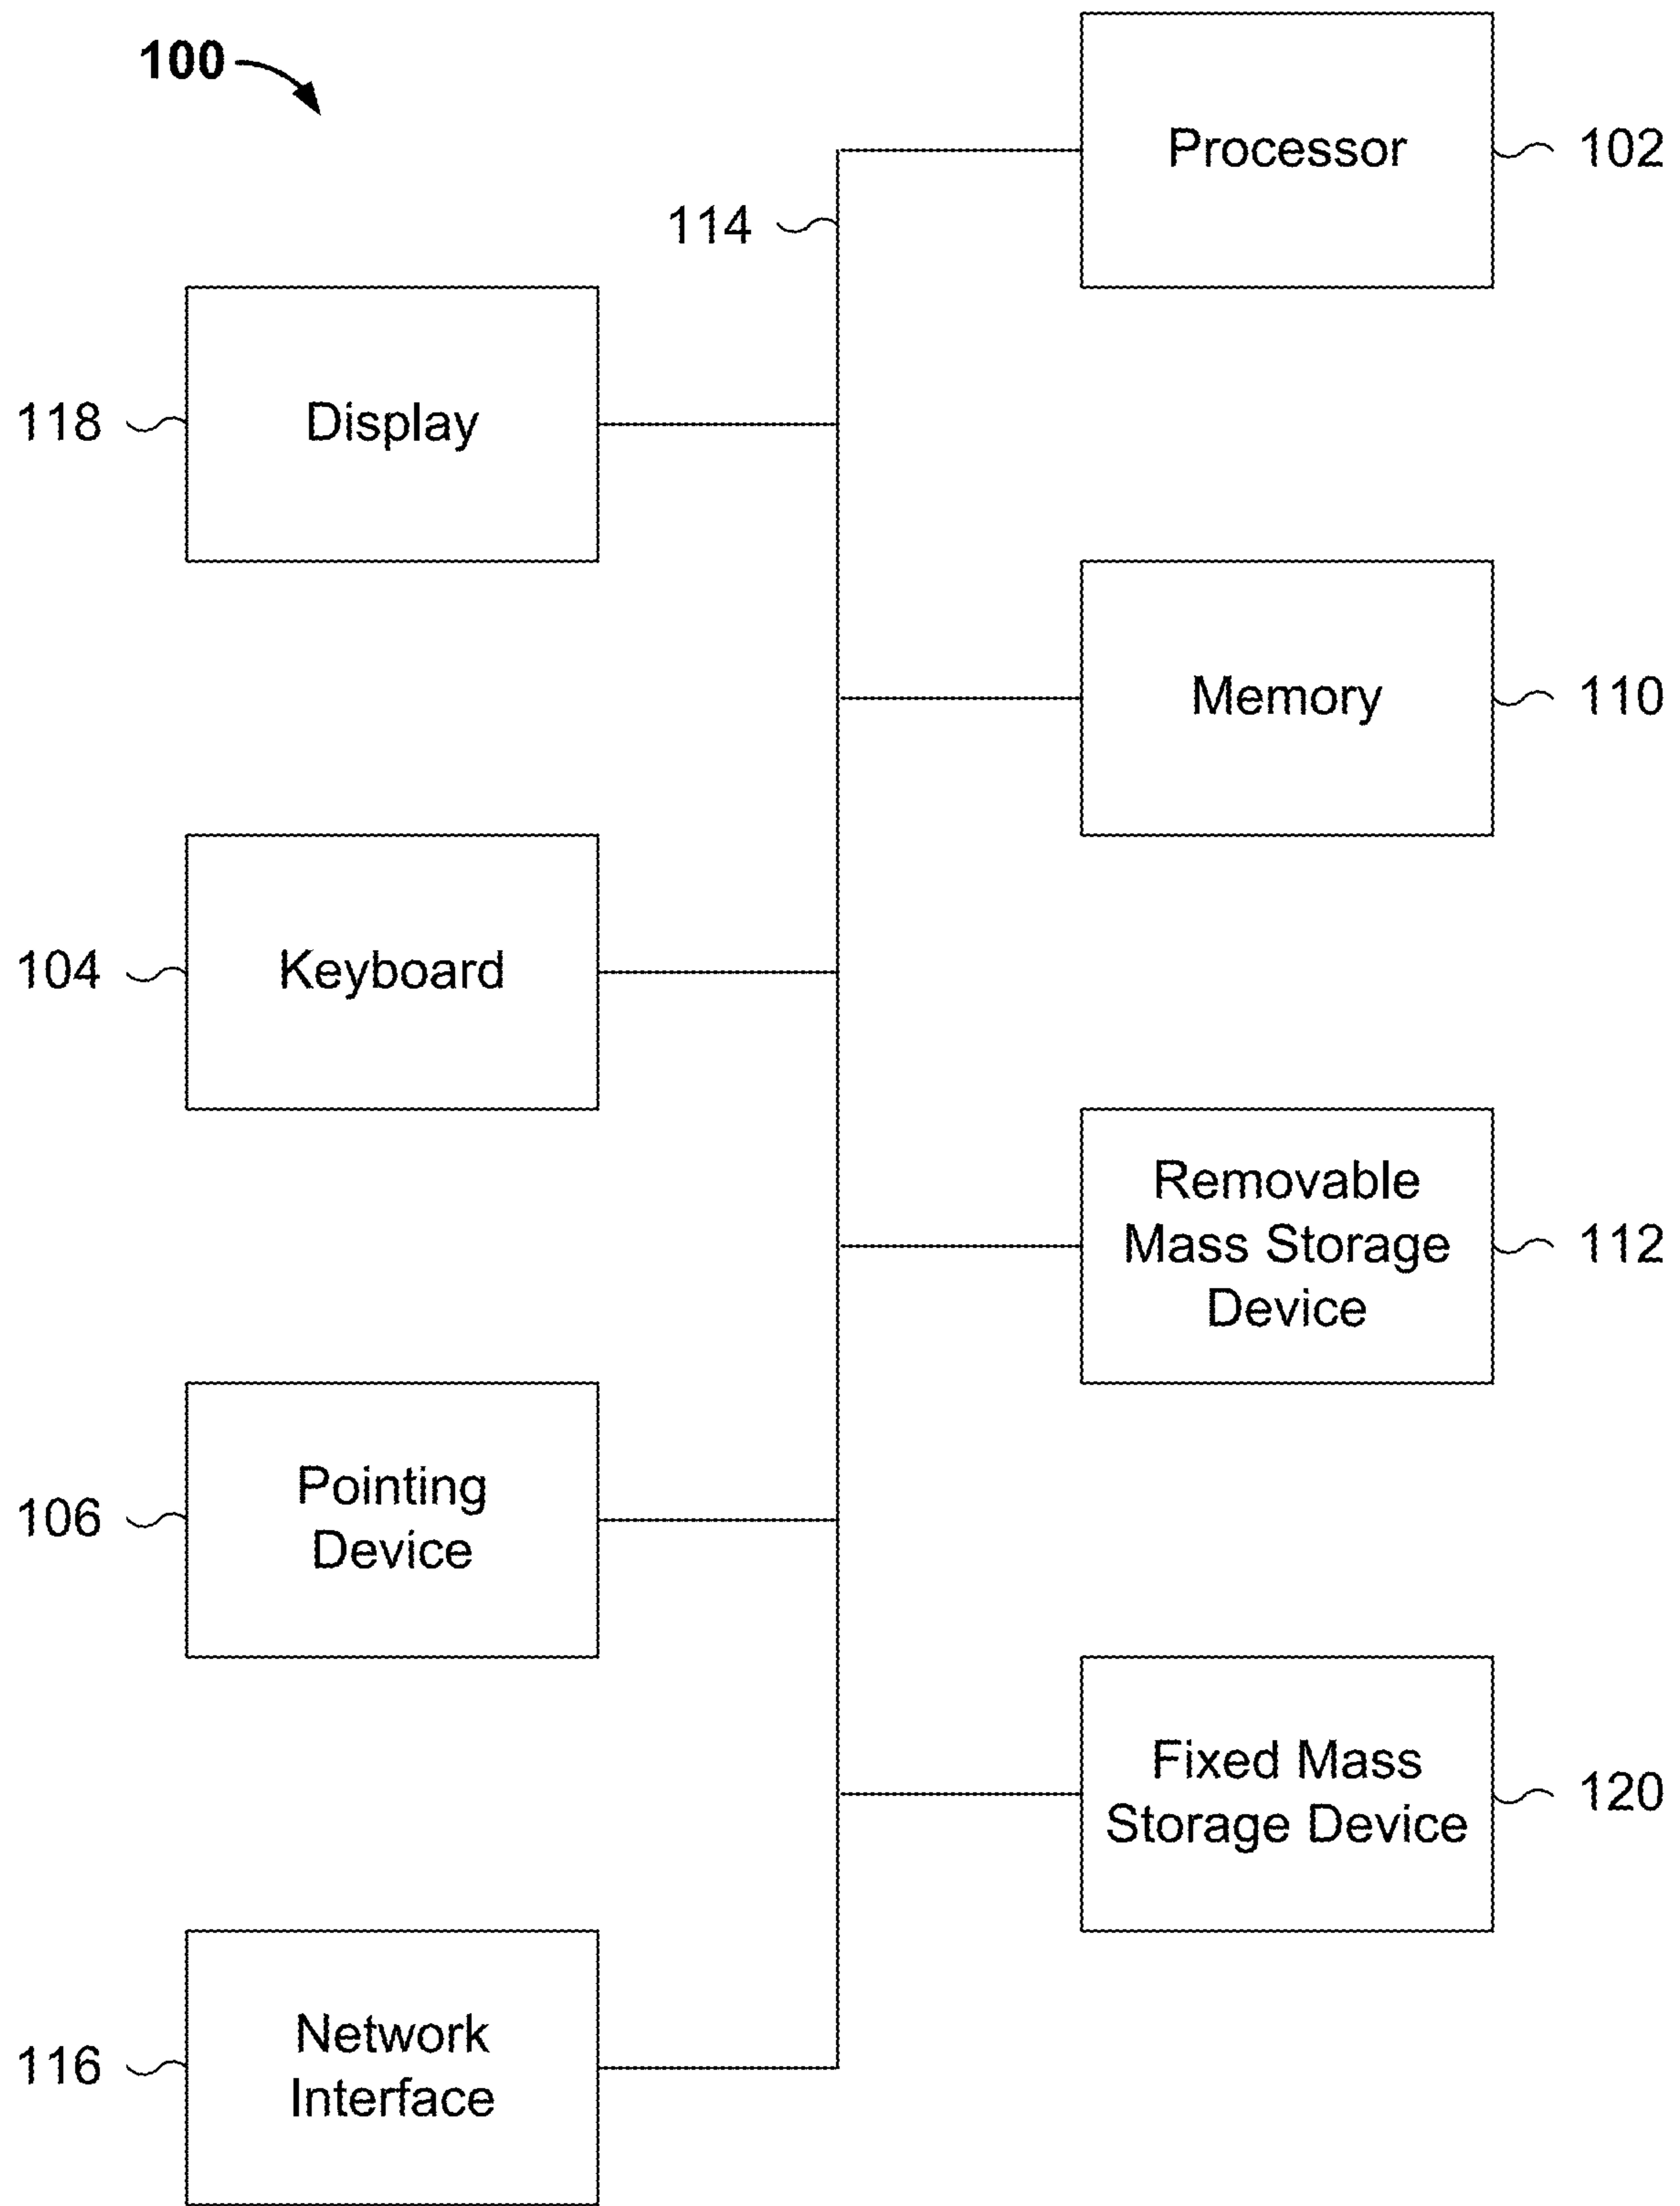 100
Processor
102
114
118
Display
Memory
110
104
Keyboard
Removable
Mass Storage
Device
112
106
Pointing
Device
Fixed Mass
Storage Device
120
116
Network
Interface